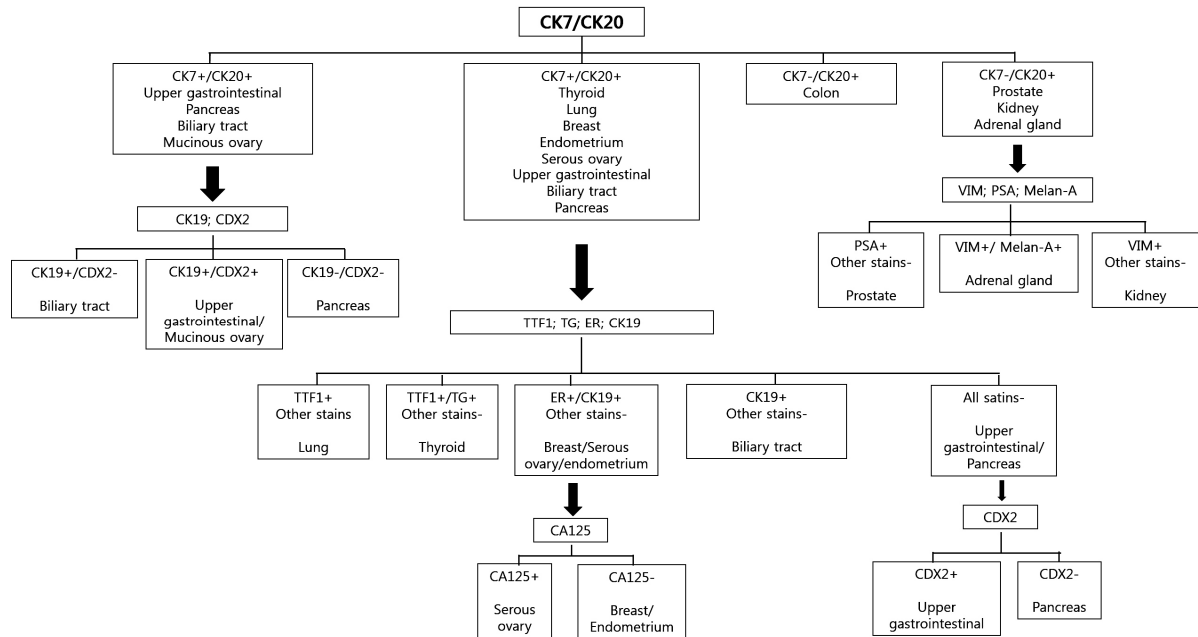 CK7/CK20
CK7+/CK20+
Upper gastrointestinal
Pancreas
Biliary tract
Mucinous ovary
CK7+/CK20+
Thyroid
Lung
Breast
Endometrium
Serous ovary
Upper gastrointestinal
Biliary tract
Pancreas
CK7-/CK20+
Colon
CK7-/CK20+
Prostate
Kidney
Adrenal gland
CK19; CDX2
VIM; PSA; Melan-A
CK19+/CDX2-
Biliary tract
CK19+/CDX2+
Upper
gastrointestinal/
Mucinous ovary
CK19-/CDX2-
Pancreas
PSA+
Other stains-
Prostate
VIM+/ Melan-A+
Adrenal gland
VIM+
Other stains-
Kidney
TTF1; TG; ER; CK19
TTF1+
Other stains
Lung
TTF1+/TG+
Other stains-
Thyroid
ER+/CK19+
Other stains-
Breast/Serous
ovary/endometrium
CK19+
Other stains-
Biliary tract
All satins-
Upper
gastrointestinal/
Pancreas
CA125
CDX2
CA125+
Serous
ovary
CA125-
Breast/
Endometrium
CDX2+
Upper
gastrointestinal
CDX2-
Pancreas